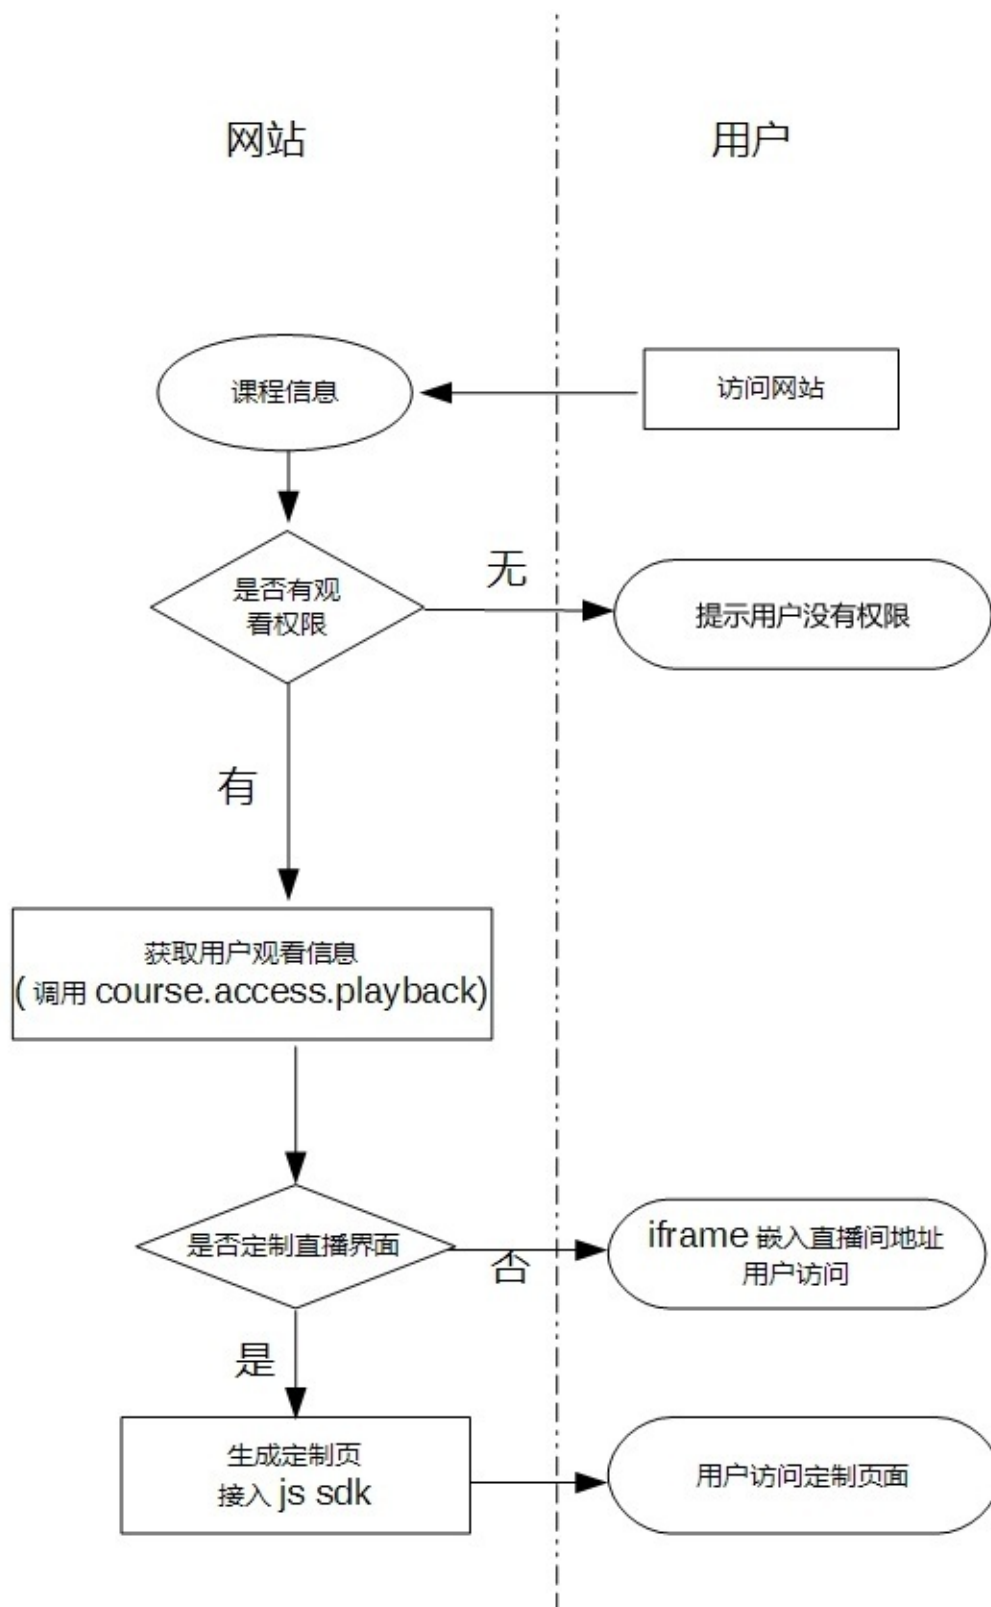 网站
用户
课程信息
访问网站
是否有观
看权限
无
提示用户没有权限
有
获取用户观看信息
( 调用 course.access.playback)
是否定制直播界面
否
iframe 嵌入直播间地址
用户访问
是
生成定制页
接入 js sdk
用户访问定制页面